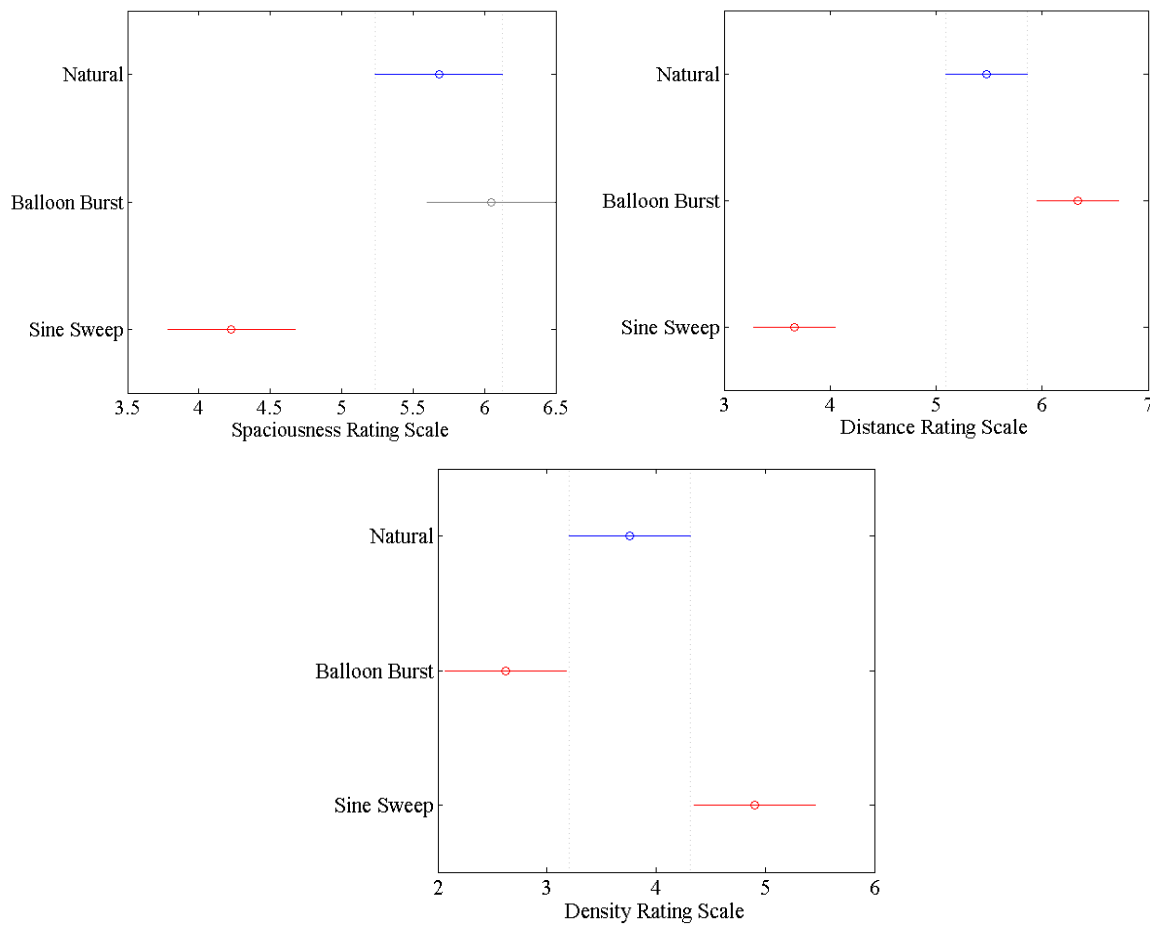 Natural
Balloon Burst
Sine Sweep
3.5 4 4.5 5 5.5 6 6.5
Spaciousness Rating Scale
Natural
Balloon Burst
Sine Sweep
3 4 5 6 7
Distance Rating Scale
Natural
Balloon Burst
Sine Sweep
2 3 4 5 6
Density Rating Scale